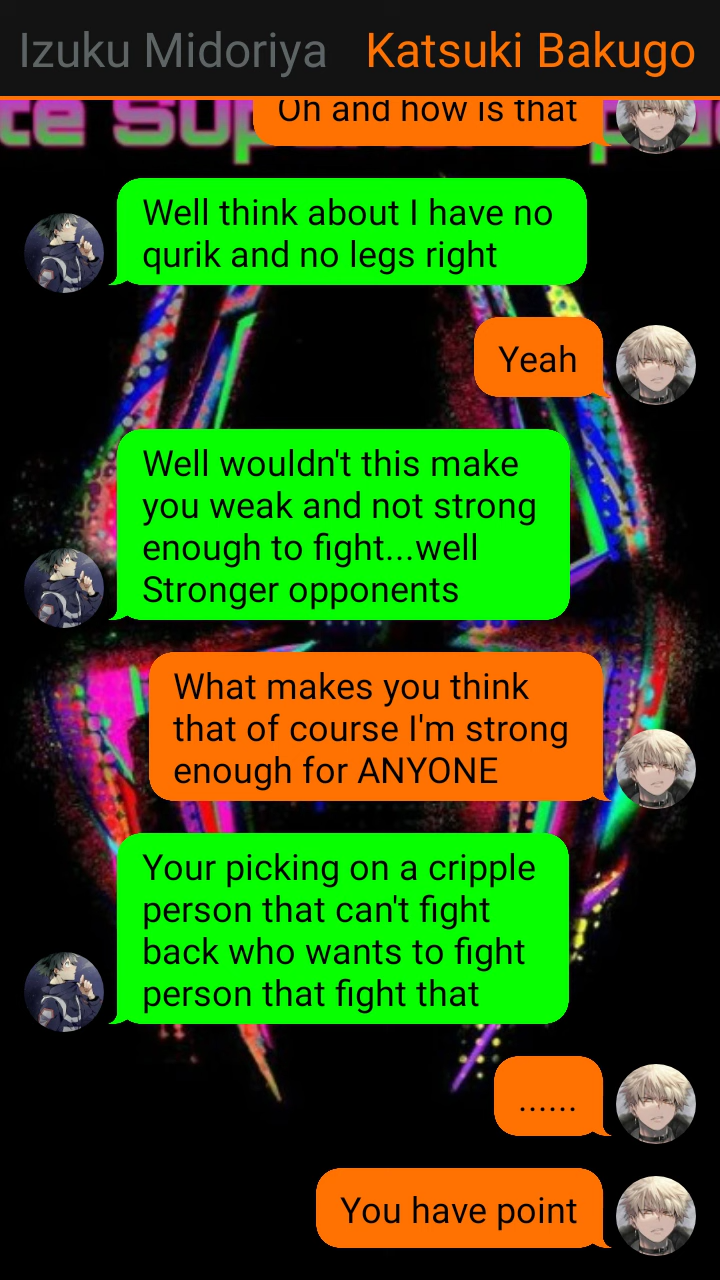 Izuku Midoriya Katsuki Bakugo
Oh and how is that
Well think about I have no
qurik and no legs right
Yeah
Well wouldn't this make
you weak and not strong
enough to fight...well
Stronger opponents
What makes you think
that of course I'm strong
enough for ANYONE
Your picking on a cripple
person that can't fight
back who wants to fight
person that fight that
......
You have point